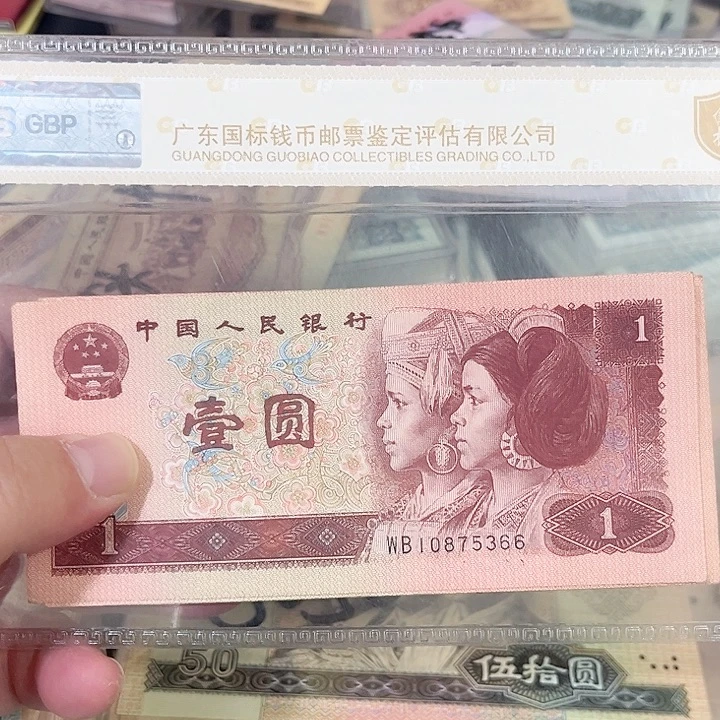 GBP
广东国标钱币邮票鉴定评估有限公司
GUANGDONG GUOBIAO COLLECTIBLES GRADING CO.,LTD
中国人民银行
1
壹圆
1
WB10875366
1
50
伍拾圆